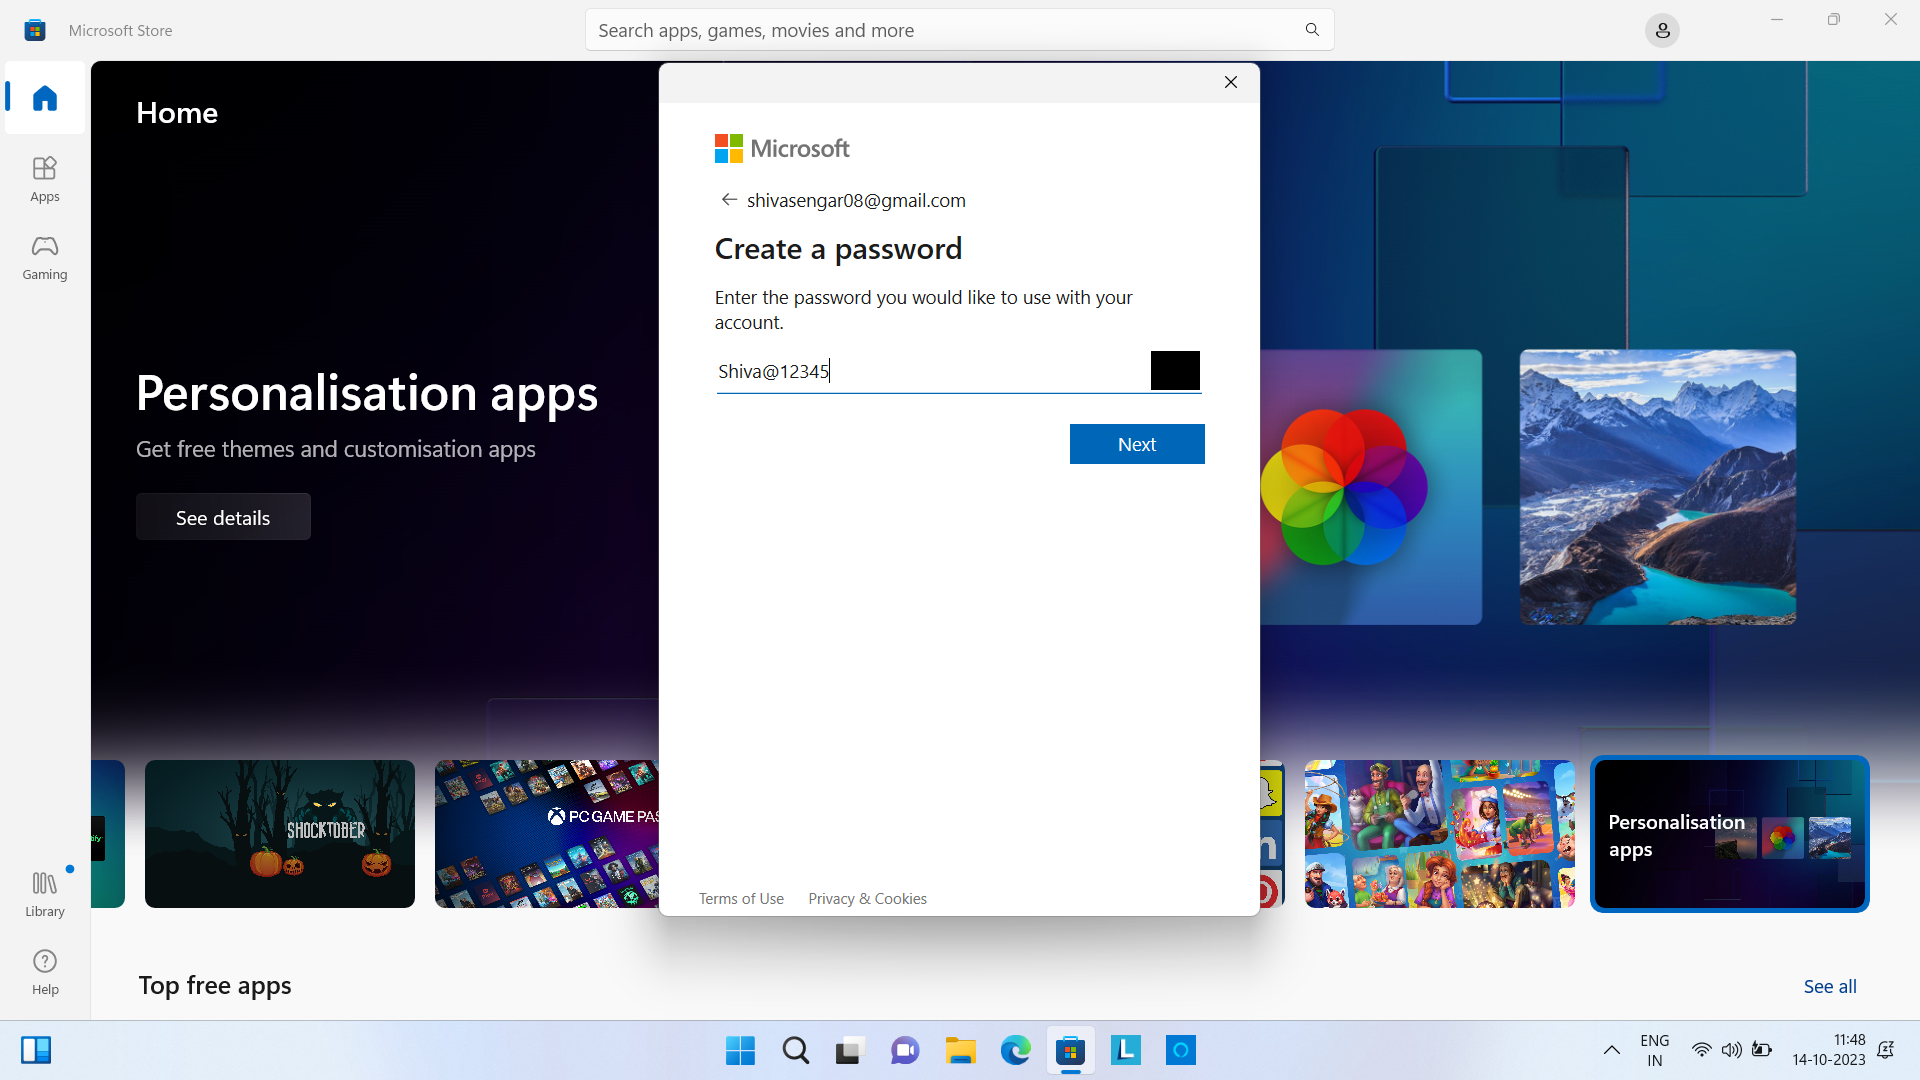 Microsoft Store
Search apps, games, movies and more
Home
Apps
Gaming
Personalisation apps
Get free themes and customisation apps
See details
Microsoft
shivasengar08@gmail.com
Create a password
Enter the password you would like to use with your
account.
Shiva@12345
Next
Terms of Use
Privacy & Cookies
SHOCKTOBER
PC GAME PAS
Personalisation
apps
Library
Help
Top free apps
See all
ENG
IN
11:48
14-10-2023